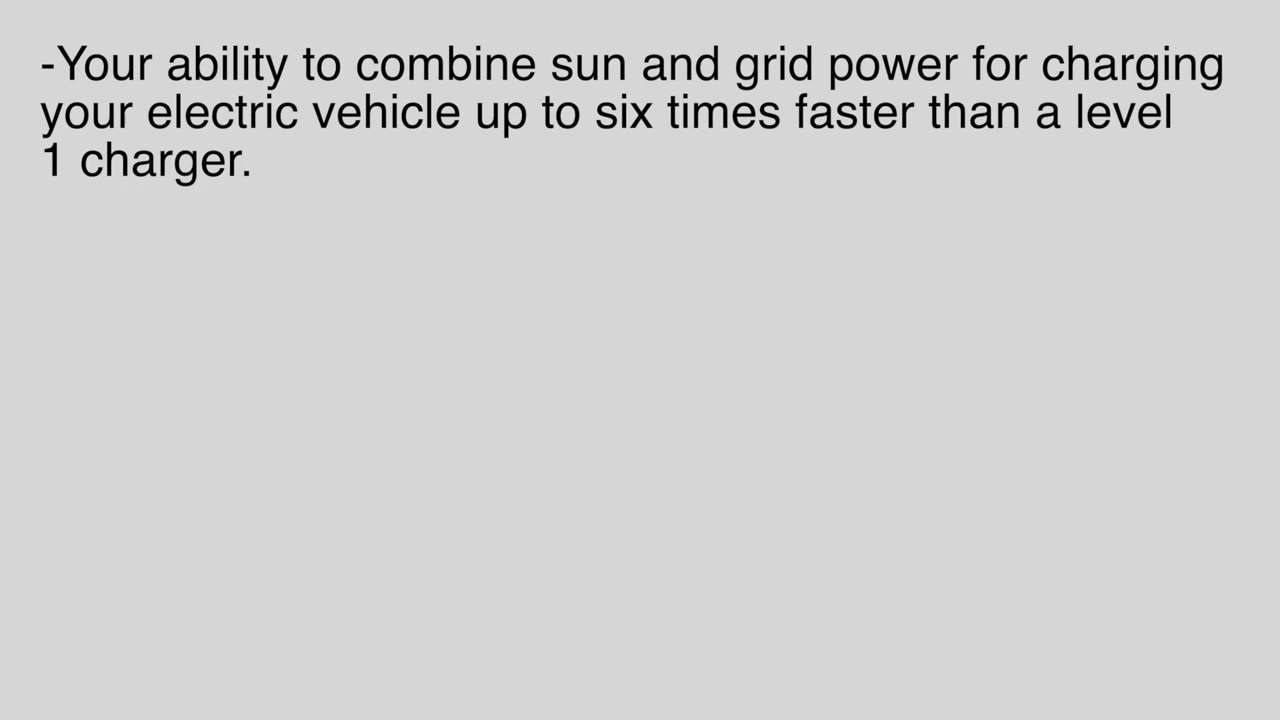 -Your ability to combine sun and grid power for charging
your electric vehicle up to six times faster than a level
1 charger.